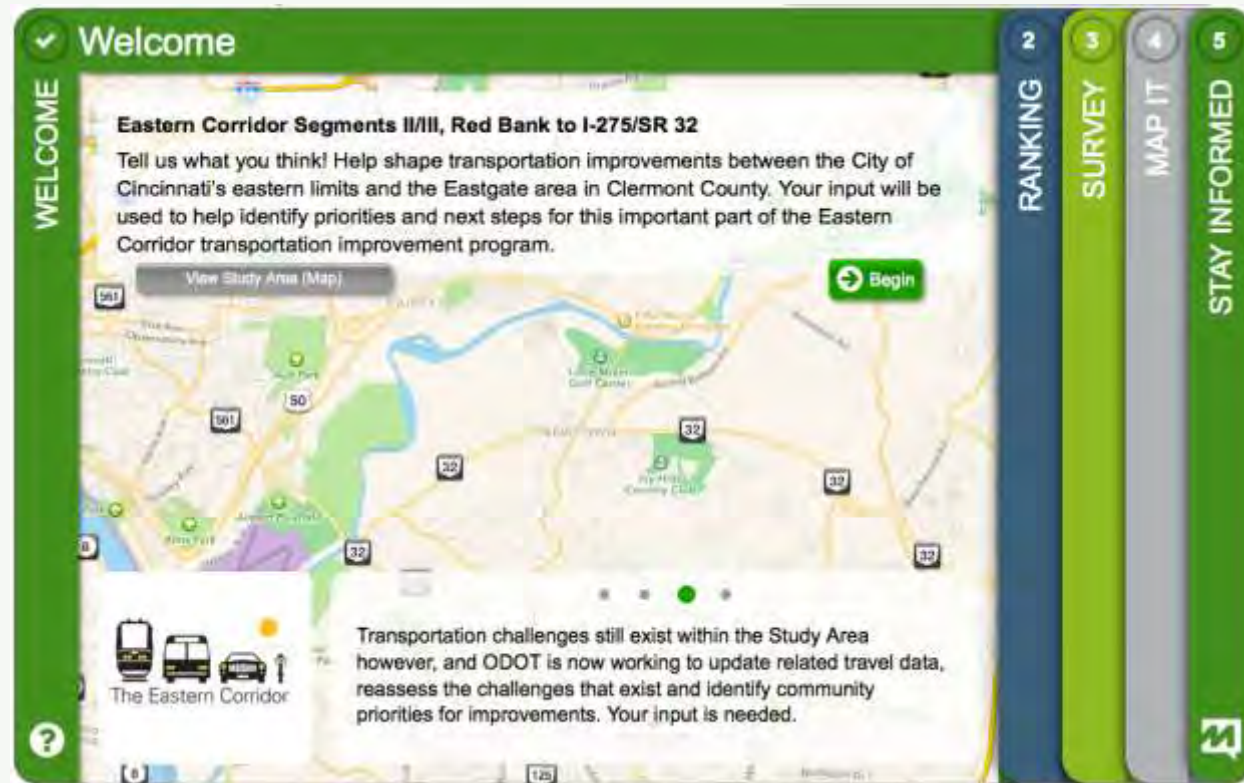 Welcome
WELCOME
Eastern Corridor Segments II/III, Red Bank to I-275/SR 32
Tell us what you think! Help shape transportation improvements between the City of
Cincinnati's eastern limits and the Eastgate area in Clermont County. Your input will be
used to help identify priorities and next steps for this important part of the Eastern
Corridor transportation improvement program.
View Study Area (Map)
Begin
561
50
561
32
32
32
32
32
8
8
125
Golf Center
Country Club
The Eastern Corridor
Transportation challenges still exist within the Study Area
however, and ODOT is now working to update related travel data,
reassess the challenges that exist and identify community
priorities for improvements. Your input is needed.
?
2
RANKING
3
SURVEY
4
MAP IT
5
STAY INFORMED